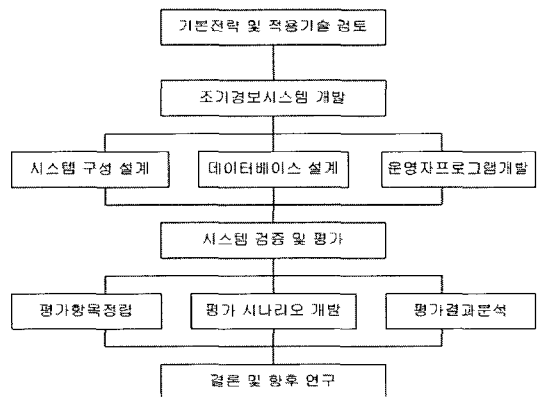 기본전략 및 적용기술 검토
조기경보시스템 개발
시스템 구성 설계
데이터베이스 설계
운영자프로그램개발
시스템 검증 및 평가
평가항목정립
평가 시나리오 개발
평가결과분석
결론 및 향후 연구